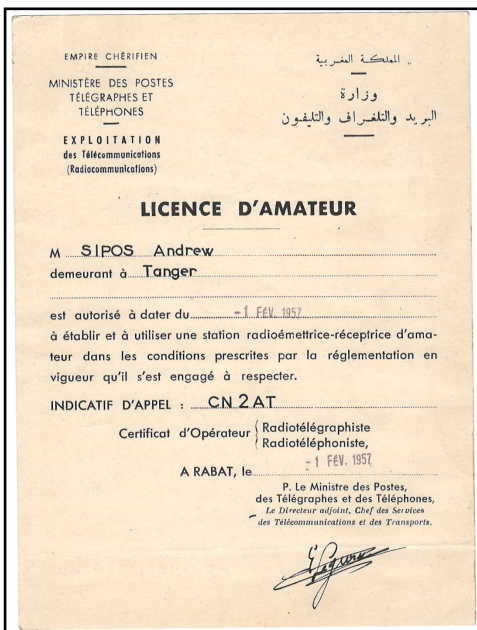 EMPIRE CHÉRIFIEN
MINISTÈRE DES POSTES
TÉLÉGRAPHES ET
TÉLÉPHONES
EXPLOITATION
des Télécommunications
(Radiocommunications)
المملكة المغربية
وزارة
البريد والتلغراف والتليفون
LICENCE D'AMATEUR
M SIPOS Andrew
demeurant à Tanger
est autorisé à dater du -1 FÉV. 1957
à établir et à utiliser une station radioémettrice-réceptrice d'ama-
teur dans les conditions prescrites par la réglementation en
vigueur qu'il s'est engagé à respecter.
INDICATIF D'APPEL : CN2AT
Certificat d'Opérateur { Radiotélégraphiste
Radiotéléphoniste,
A RABAT, le -1 FÉV. 1957
P. Le Ministre des Postes,
des Télégraphes et des Téléphones,
Le Directeur adjoint, Chef des Services
des Télécommunications et des Transports.